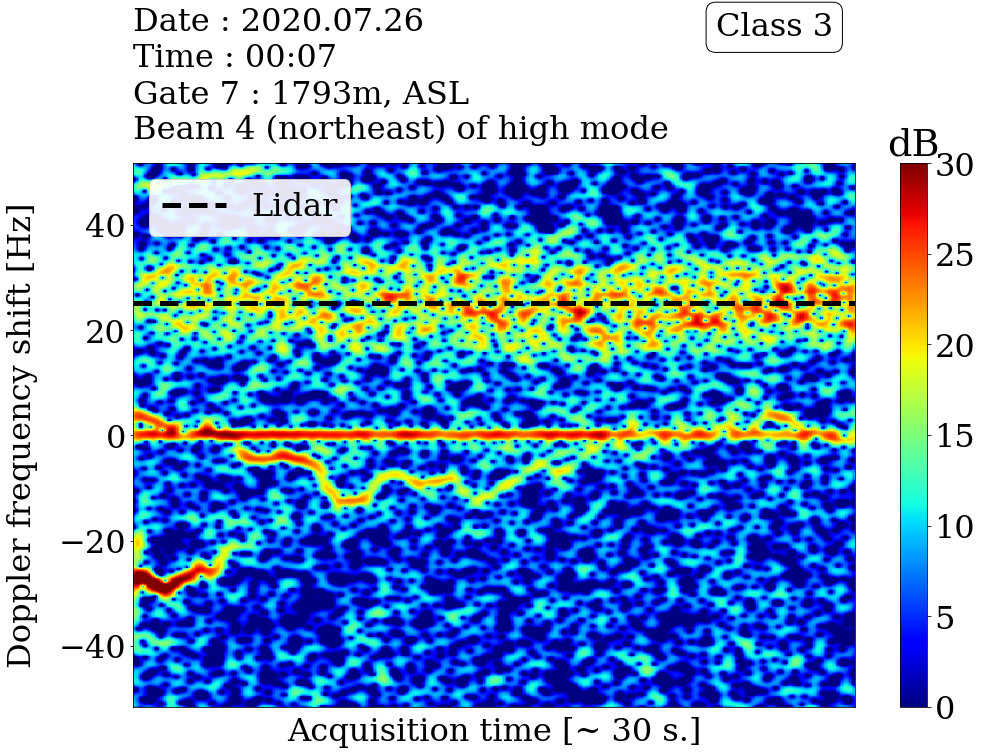 Date : 2020.07.26
Time : 00:07
Gate 7 : 1793m, ASL
Beam 4 (northeast) of high mode
Class 3
dB
Lidar
Doppler frequency shift [Hz]
40
20
0
−20
−40
30
25
20
15
10
5
0
Acquisition time [~ 30 s.]